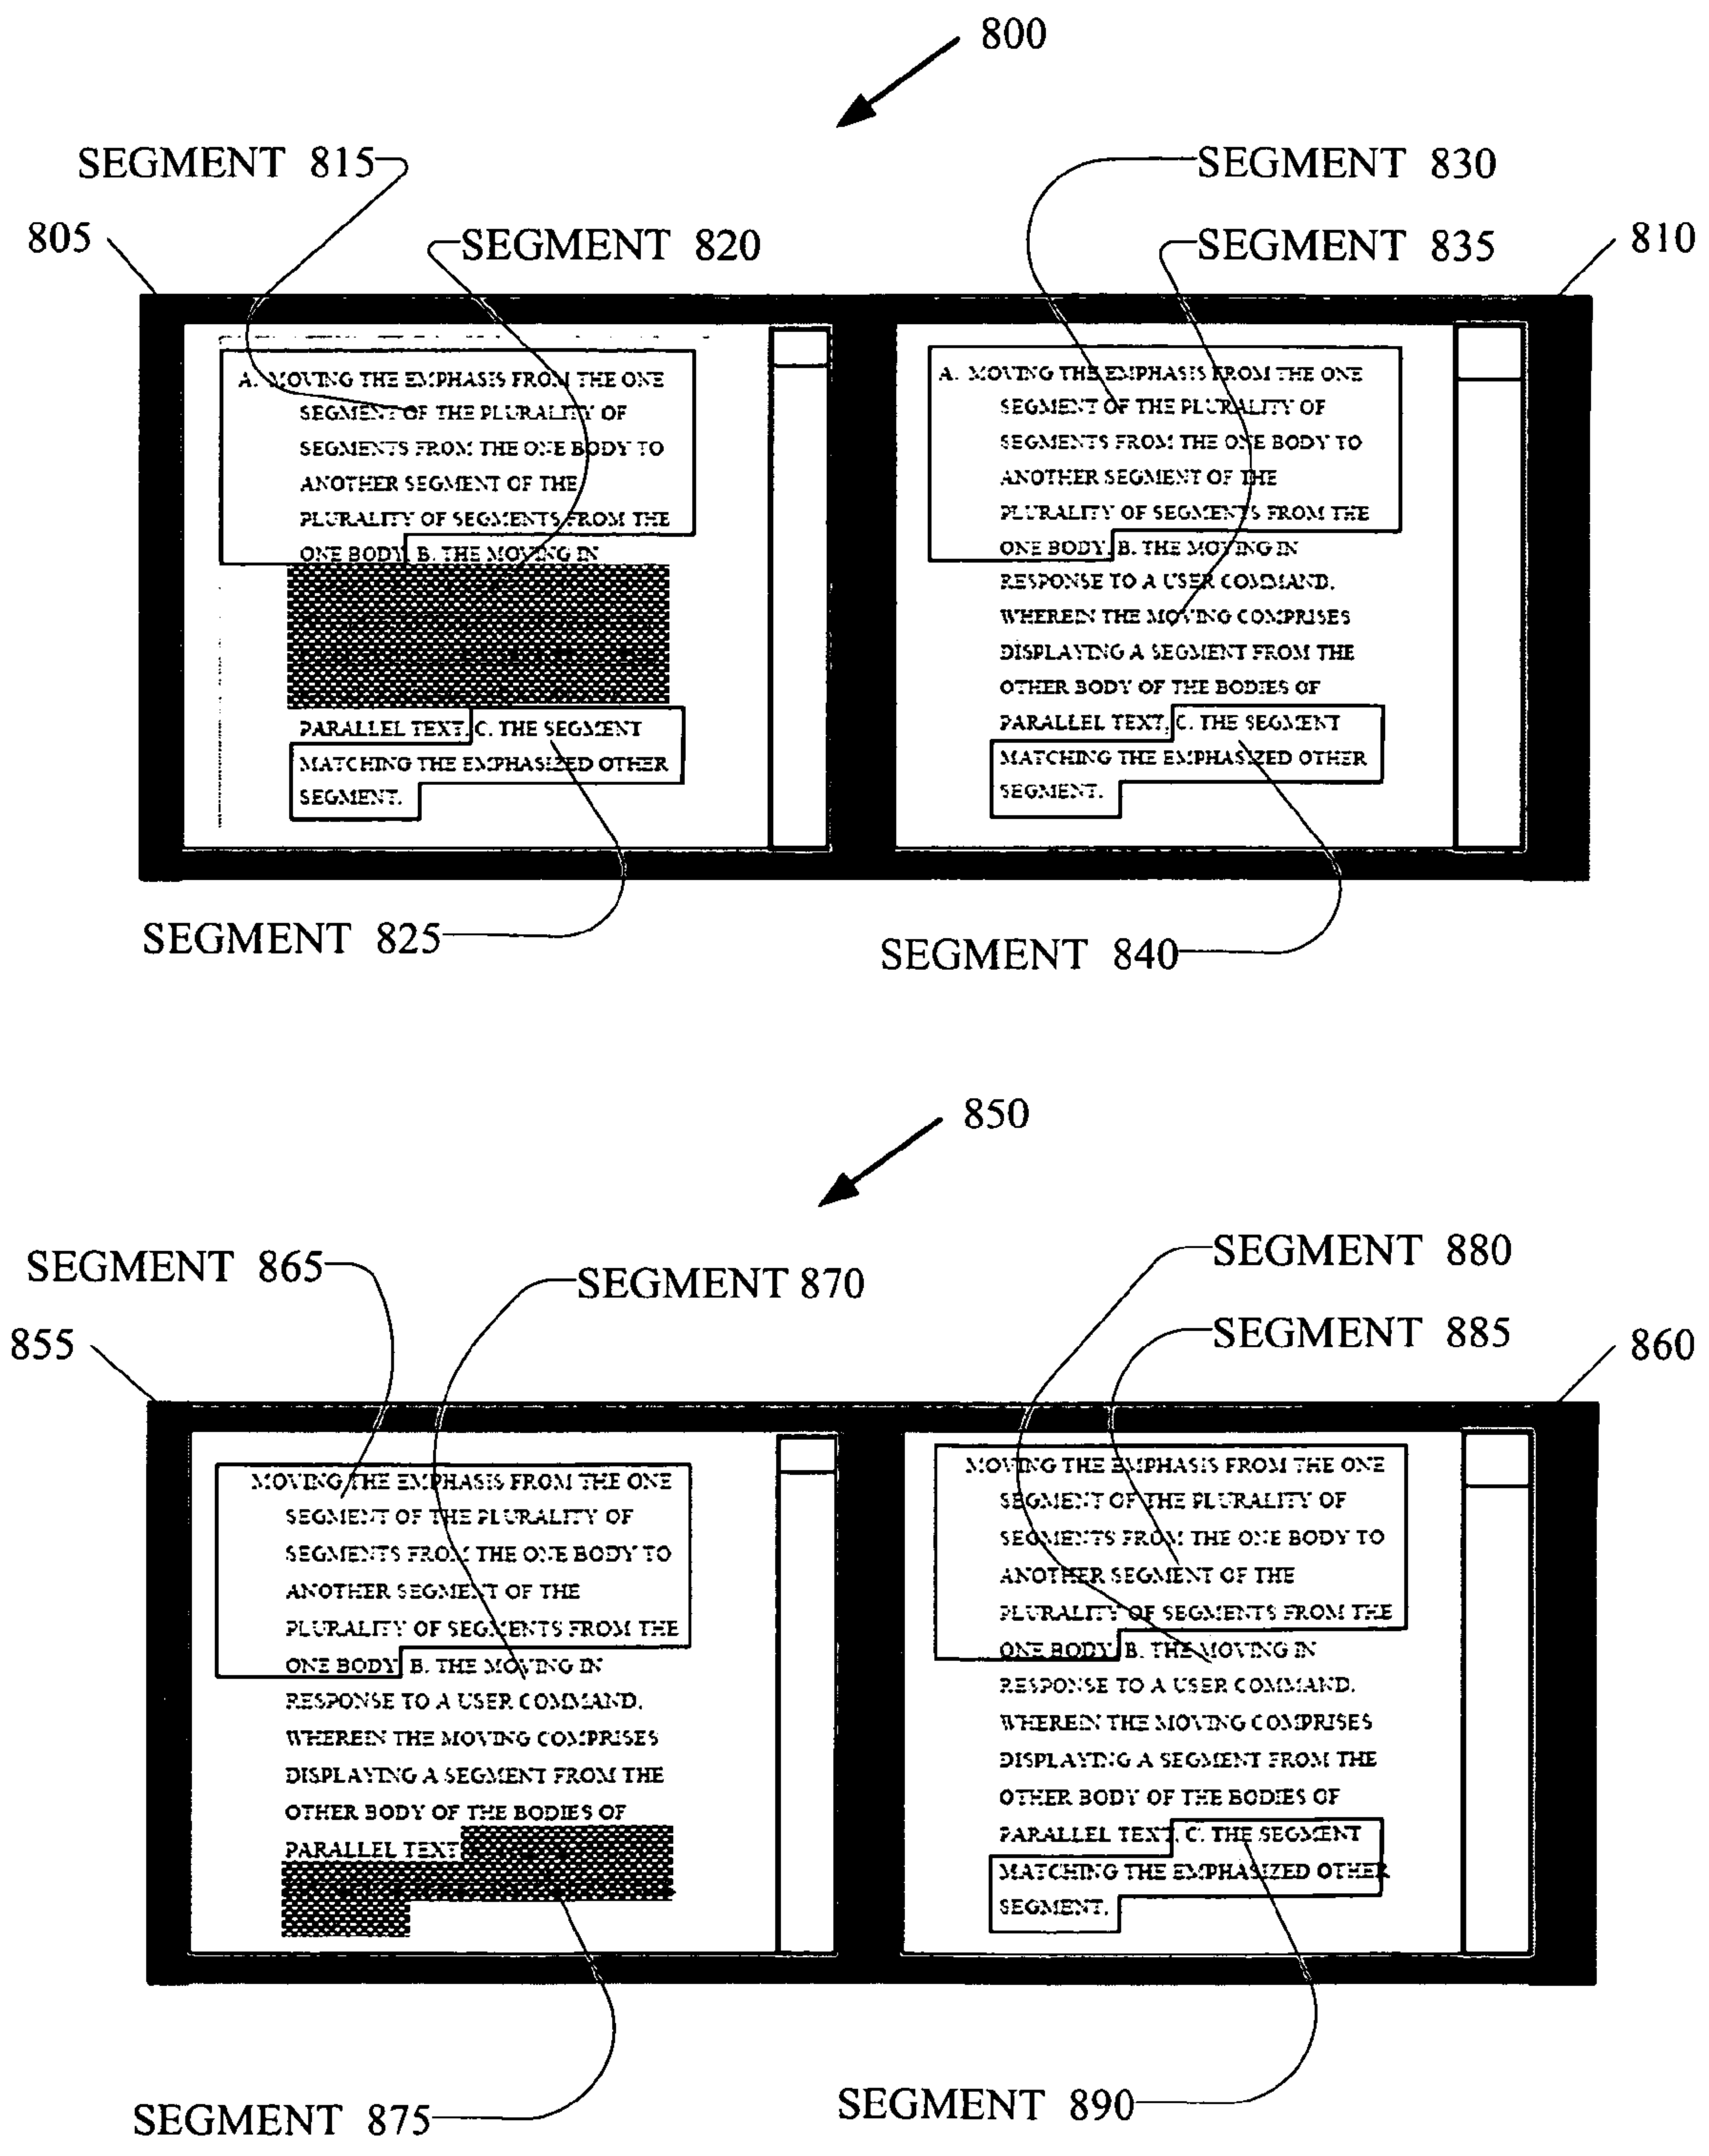 800
SEGMENT 815
SEGMENT 830
805
SEGMENT 820
SEGMENT 835
810
A. MOVING THE EMPHASIS FROM THE ONE
SEGMENT OF THE PLURALITY OF
SEGMENTS FROM THE ONE BODY TO
ANOTHER SEGMENT OF THE
PLURALITY OF SEGMENTS FROM THE
ONE BODY. B. THE MOVING IN
PARALLEL TEXT. C. THE SEGMENT
MATCHING THE EMPHASIZED OTHER
SEGMENT.
A. MOVING THE EMPHASIS FROM THE ONE
SEGMENT OF THE PLURALITY OF
SEGMENTS FROM THE ONE BODY TO
ANOTHER SEGMENT OF THE
PLURALITY OF SEGMENTS FROM THE
ONE BODY. B. THE MOVING IN
RESPONSE TO A USER COMMAND.
WHEREIN THE MOVING COMPRISES
DISPLAYING A SEGMENT FROM THE
OTHER BODY OF THE BODIES OF
PARALLEL TEXT. C. THE SEGMENT
MATCHING THE EMPHASIZED OTHER
SEGMENT.
SEGMENT 825
SEGMENT 840
850
SEGMENT 865
SEGMENT 870
SEGMENT 880
SEGMENT 885
855
860
MOVING THE EMPHASIS FROM THE ONE
SEGMENT OF THE PLURALITY OF
SEGMENTS FROM THE ONE BODY TO
ANOTHER SEGMENT OF THE
PLURALITY OF SEGMENTS FROM THE
ONE BODY. B. THE MOVING IN
RESPONSE TO A USER COMMAND.
WHEREIN THE MOVING COMPRISES
DISPLAYING A SEGMENT FROM THE
OTHER BODY OF THE BODIES OF
PARALLEL TEXT
MOVING THE EMPHASIS FROM THE ONE
SEGMENT OF THE PLURALITY OF
SEGMENTS FROM THE ONE BODY TO
ANOTHER SEGMENT OF THE
PLURALITY OF SEGMENTS FROM THE
ONE BODY. B. THE MOVING IN
RESPONSE TO A USER COMMAND.
WHEREIN THE MOVING COMPRISES
DISPLAYING A SEGMENT FROM THE
OTHER BODY OF THE BODIES OF
PARALLEL TEXT. C. THE SEGMENT
MATCHING THE EMPHASIZED OTHER
SEGMENT.
SEGMENT 875
SEGMENT 890